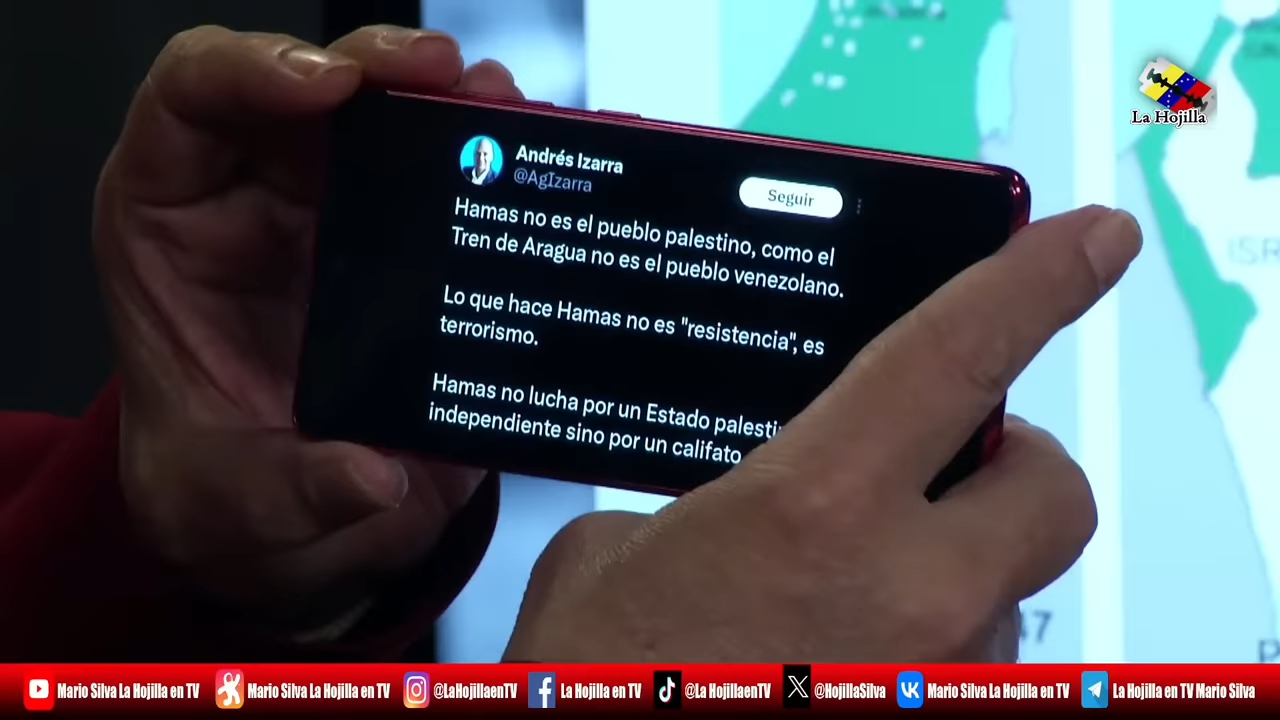 La Hojilla
Andrés Izarra
@AgIzarra
Seguir
Hamas no es el pueblo palestino, como el
Tren de Aragua no es el pueblo venezolano.
Lo que hace Hamas no es "resistencia", es
terrorismo.
Hamas no lucha por un Estado
independiente sino por un califato
Mario Silva La Hojilla en TV
Mario Silva La Hojilla en TV
@LaHojillaenTV
La Hojilla en TV
@La HojillaenTV
@HojillaSilva
Mario Silva La Hojilla en TV
La Hojilla en TV Mario Silva